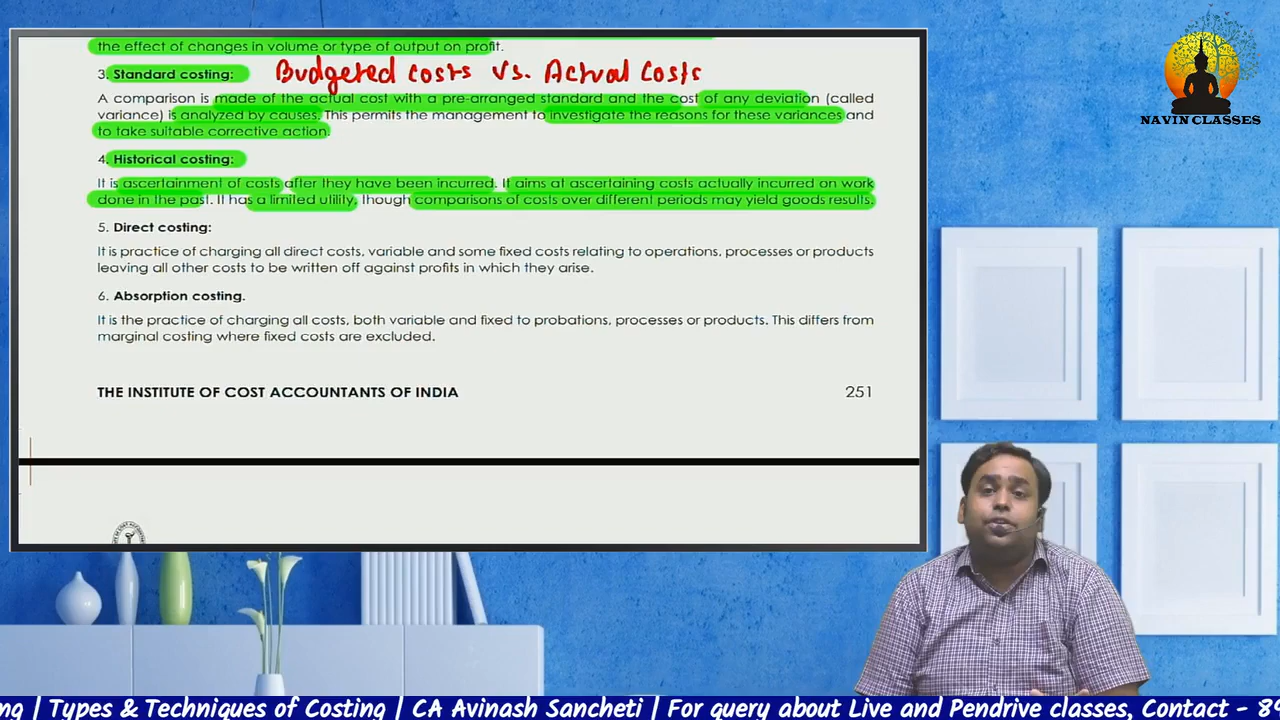 the effect of changes in volume or type of output on profit.
3. Standard costing: Budgeted costs vs. Actual Costs
A comparison is made of the actual cost with a pre-arranged standard and the cost of any deviation (called
variance) is analyzed by causes. This permits the management to investigate the reasons for these variances and
to take suitable corrective action.
4. Historical costing:
It is ascertainment of costs after they have been incurred. It aims at ascertaining costs actually incurred on work
done in the past. It has a limited utility, though comparisons of costs over different periods may yield goods results.
5. Direct costing:
It is practice of charging all direct costs, variable and some fixed costs relating to operations, processes or products
leaving all other costs to be written off against profits in which they arise.
6. Absorption costing.
It is the practice of charging all costs, both variable and fixed to probations, processes or products. This differs from
marginal costing where fixed costs are excluded.
THE INSTITUTE OF COST ACCOUNTANTS OF INDIA 251
NAVIN CLASSES
ng | Types & Techniques of Costing | CA Avinash Sancheti | For query about Live and Pendrive classes, Contact - 89